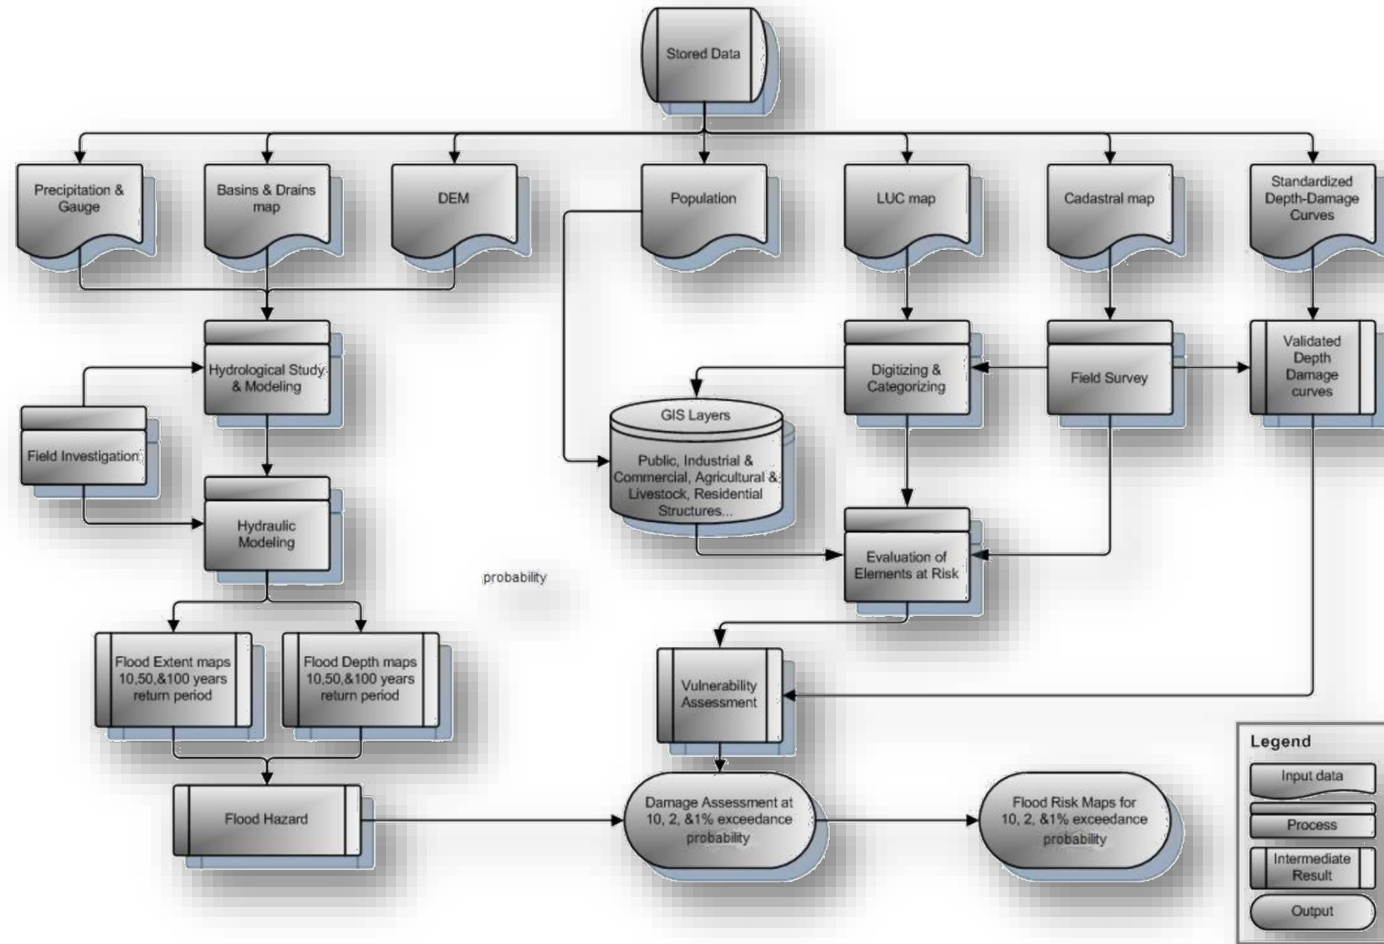 Stored Data
Precipitation &
Gauge
Basins & Drains
map
DEM
Population
LUC map
Cadastral map
Standardized
Depth-Damage
Curves
Hydrological Study
& Modeling
Digitizing &
Categorizing
Field Survey
Validated
Depth
Damage
curves
Field Investigation
GIS Layers
Public, Industrial &
Commercial, Agricultural &
Livestock, Residential
Structures...
Hydraulic
Modeling
Evaluation of
Elements at Risk
probability
Flood Extent maps
10,50,&100 years
return period
Flood Depth maps
10,50,&100 years
return period
Vulnerability
Assessment
Flood Hazard
Damage Assessment at
10, 2, &1% exceedance
probability
Flood Risk Maps for
10, 2, &1% exceedance
probability
Legend
Input data
Process
Intermediate
Result
Output